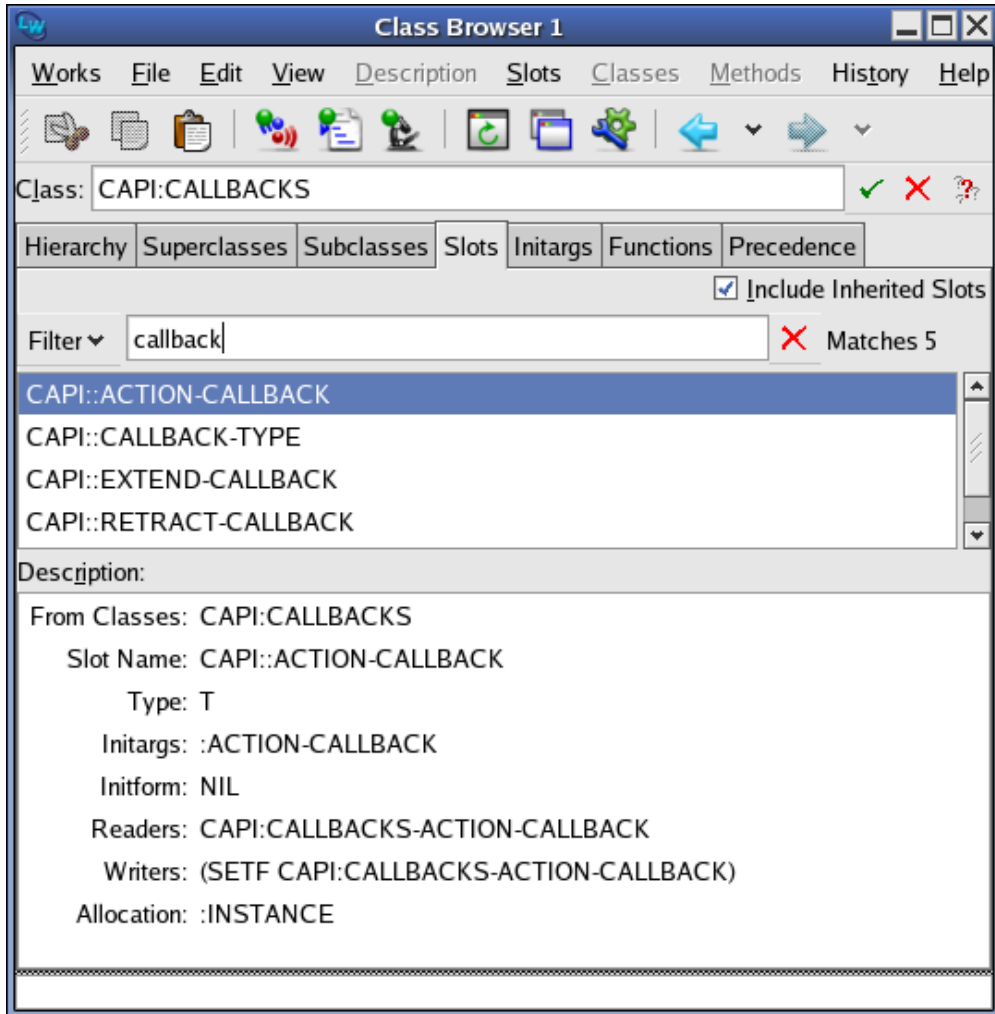 Class Browser 1
Works File Edit View Description Slots Classes Methods History Help
Class: CAPI:CALLBACKS
Hierarchy Superclasses Subclasses Slots Initargs Functions Precedence
Include Inherited Slots
Filter callback Matches 5
CAPI::ACTION-CALLBACK
CAPI::CALLBACK-TYPE
CAPI::EXTEND-CALLBACK
CAPI::RETRACT-CALLBACK
Description:
From Classes: CAPI:CALLBACKS
Slot Name: CAPI::ACTION-CALLBACK
Type: T
Initargs: :ACTION-CALLBACK
Initform: NIL
Readers: CAPI:CALLBACKS-ACTION-CALLBACK
Writers: (SETF CAPI:CALLBACKS-ACTION-CALLBACK)
Allocation: :INSTANCE